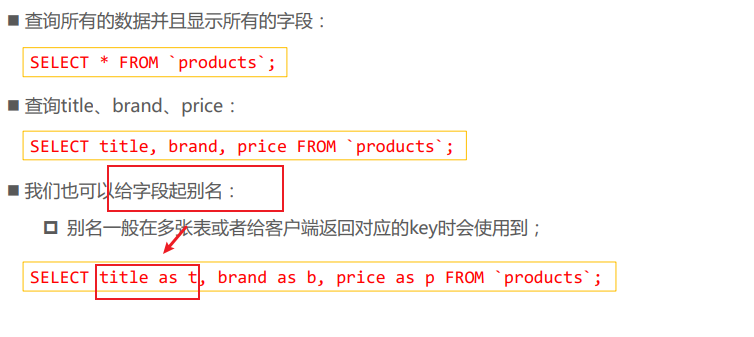 ■ 查询所有的数据并且显示所有的字段：
SELECT * FROM `products`;
■ 查询title、brand、price：
SELECT title, brand, price FROM `products`;
■ 我们也可以给字段起别名：
别名一般在多张表或者给客户端返回对应的key时会使用到；
SELECT title as t, brand as b, price as p FROM `products`;